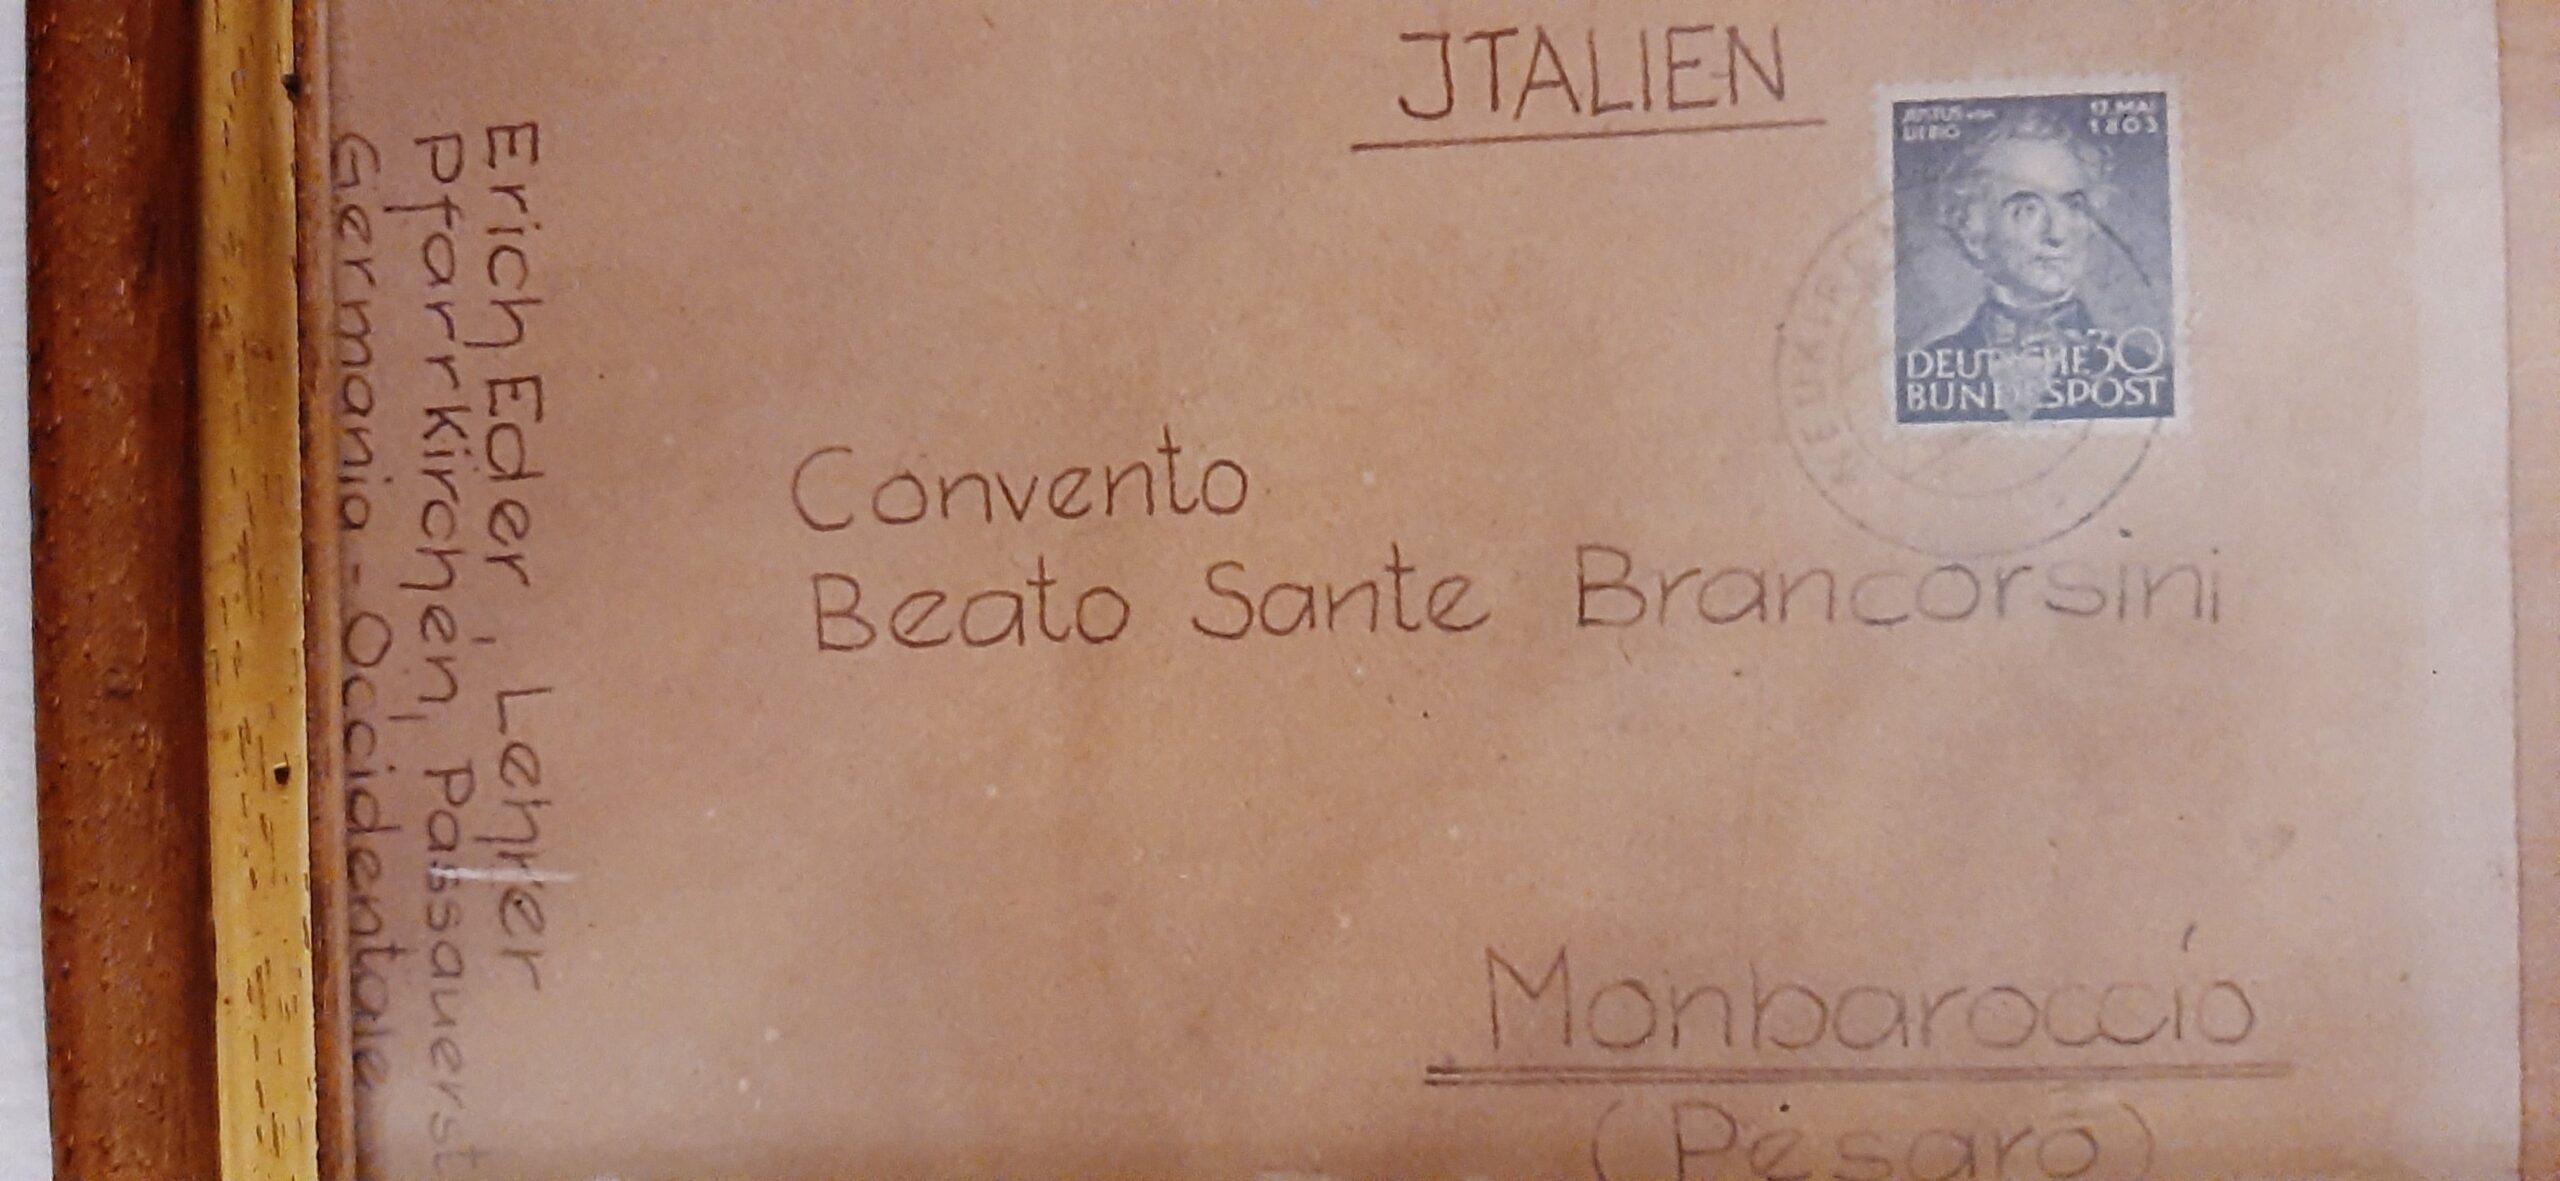 JTALIEN
JUSTUS VON
LIEBIG
12. MAI
1803
DEUTSCHE 30
BUNDESPOST
Convento
Beato Sante Brancorsini
Monbaroccio
(Pesaro)
Erich Eder, Lehrer
Pfarrkirchen, Passauerst
Germania - Occidentale